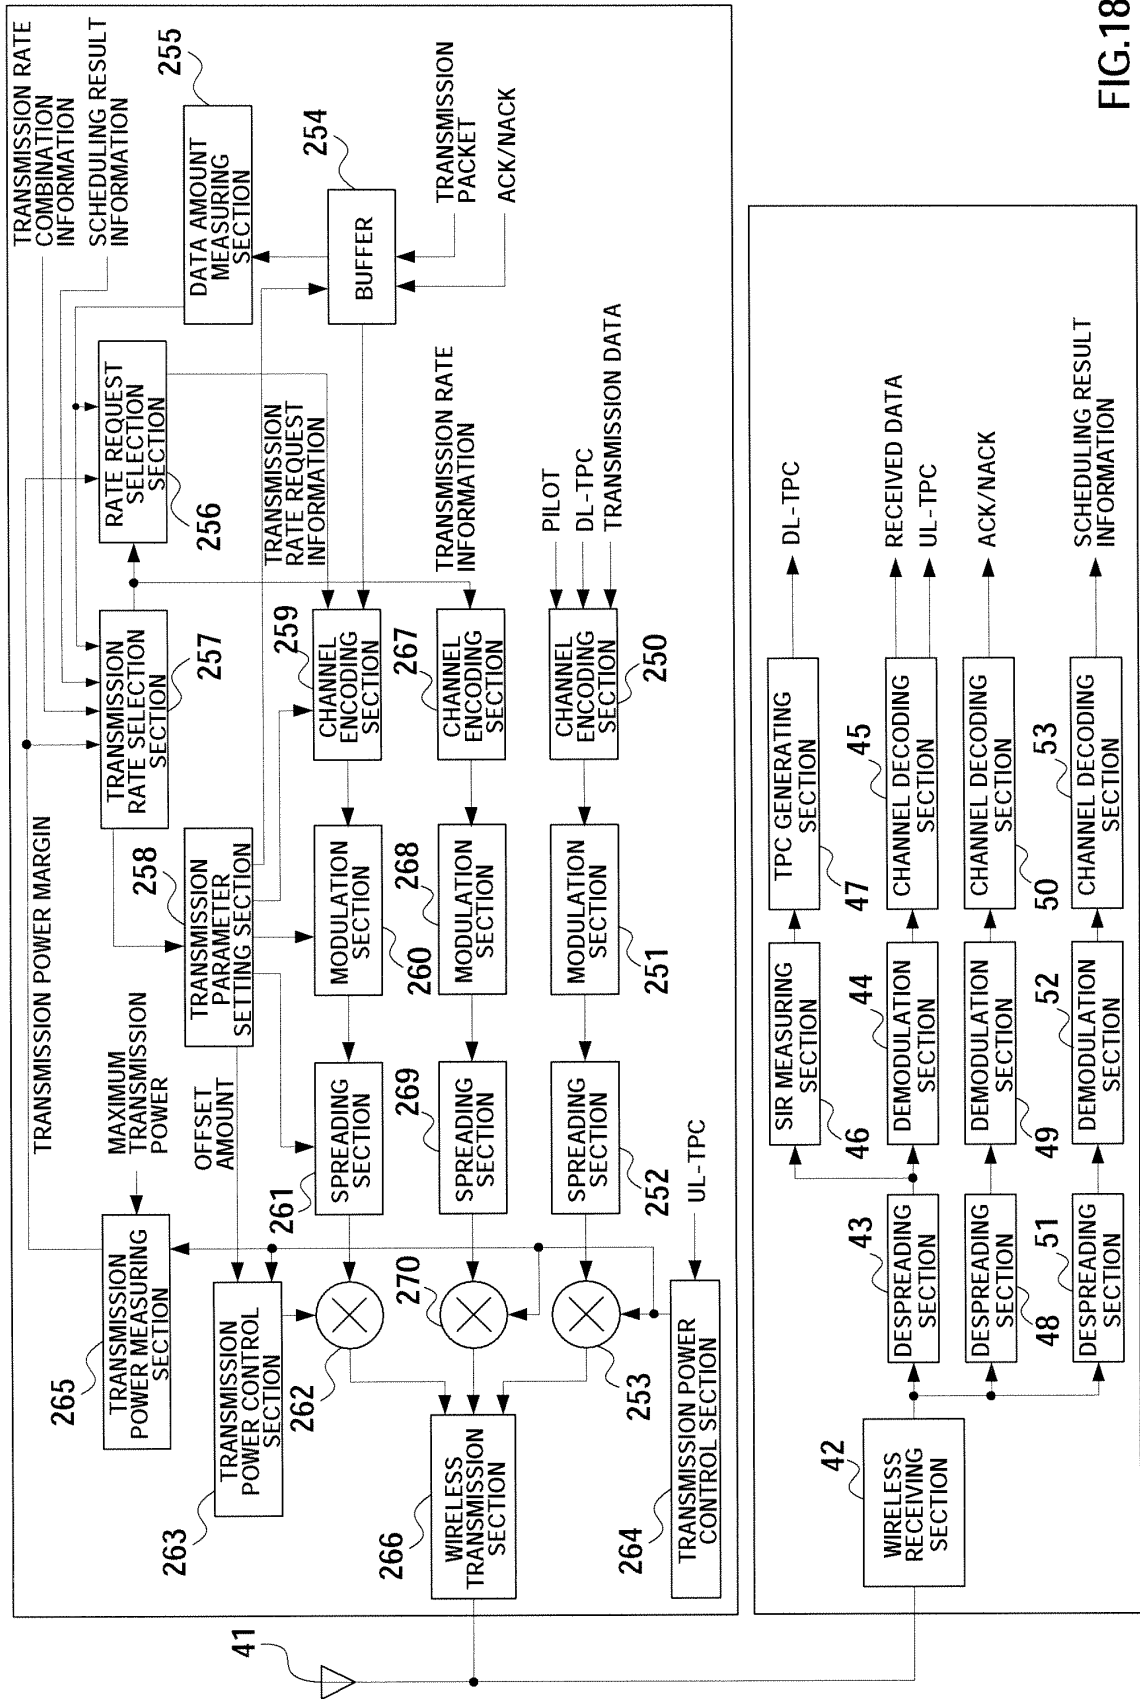 FIG.18
TRANSMISSION RATE
COMBINATION
INFORMATION
SCHEDULING RESULT
INFORMATION
255
DATA AMOUNT
MEASURING
SECTION
254
BUFFER
TRANSMISSION
PACKET
ACK/NACK
RATE REQUEST
SELECTION
SECTION
256
TRANSMISSION
RATE REQUEST
INFORMATION
TRANSMISSION RATE
INFORMATION
PILOT
DL-TPC
TRANSMISSION DATA
TRANSMISSION
RATE SELECTION
SECTION
257
259
CHANNEL
ENCODING
SECTION
267
CHANNEL
ENCODING
SECTION
CHANNEL
ENCODING
SECTION
250
TRANSMISSION POWER MARGIN
258
TRANSMISSION
PARAMETER
SETTING SECTION
MODULATION
SECTION
260
268
MODULATION
SECTION
MODULATION
SECTION
251
MAXIMUM
TRANSMISSION
POWER
OFFSET
AMOUNT
261
SPREADING
SECTION
269
SPREADING
SECTION
SPREADING
SECTION
252
UL-TPC
265
TRANSMISSION
POWER MEASURING
SECTION
263
TRANSMISSION
POWER CONTROL
SECTION
262
270
253
266
WIRELESS
TRANSMISSION
SECTION
264
TRANSMISSION POWER
CONTROL SECTION
41
42
WIRELESS
RECEIVING
SECTION
43
DESPREADING
SECTION
DESPREADING
SECTION
48
51
DESPREADING
SECTION
SIR MEASURING
SECTION
46
44
DEMODULATION
SECTION
DEMODULATION
SECTION
49
52
DEMODULATION
SECTION
TPC GENERATING
SECTION
47
45
CHANNEL DECODING
SECTION
CHANNEL DECODING
SECTION
50
53
CHANNEL DECODING
SECTION
DL-TPC
RECEIVED DATA
UL-TPC
ACK/NACK
SCHEDULING RESULT
INFORMATION